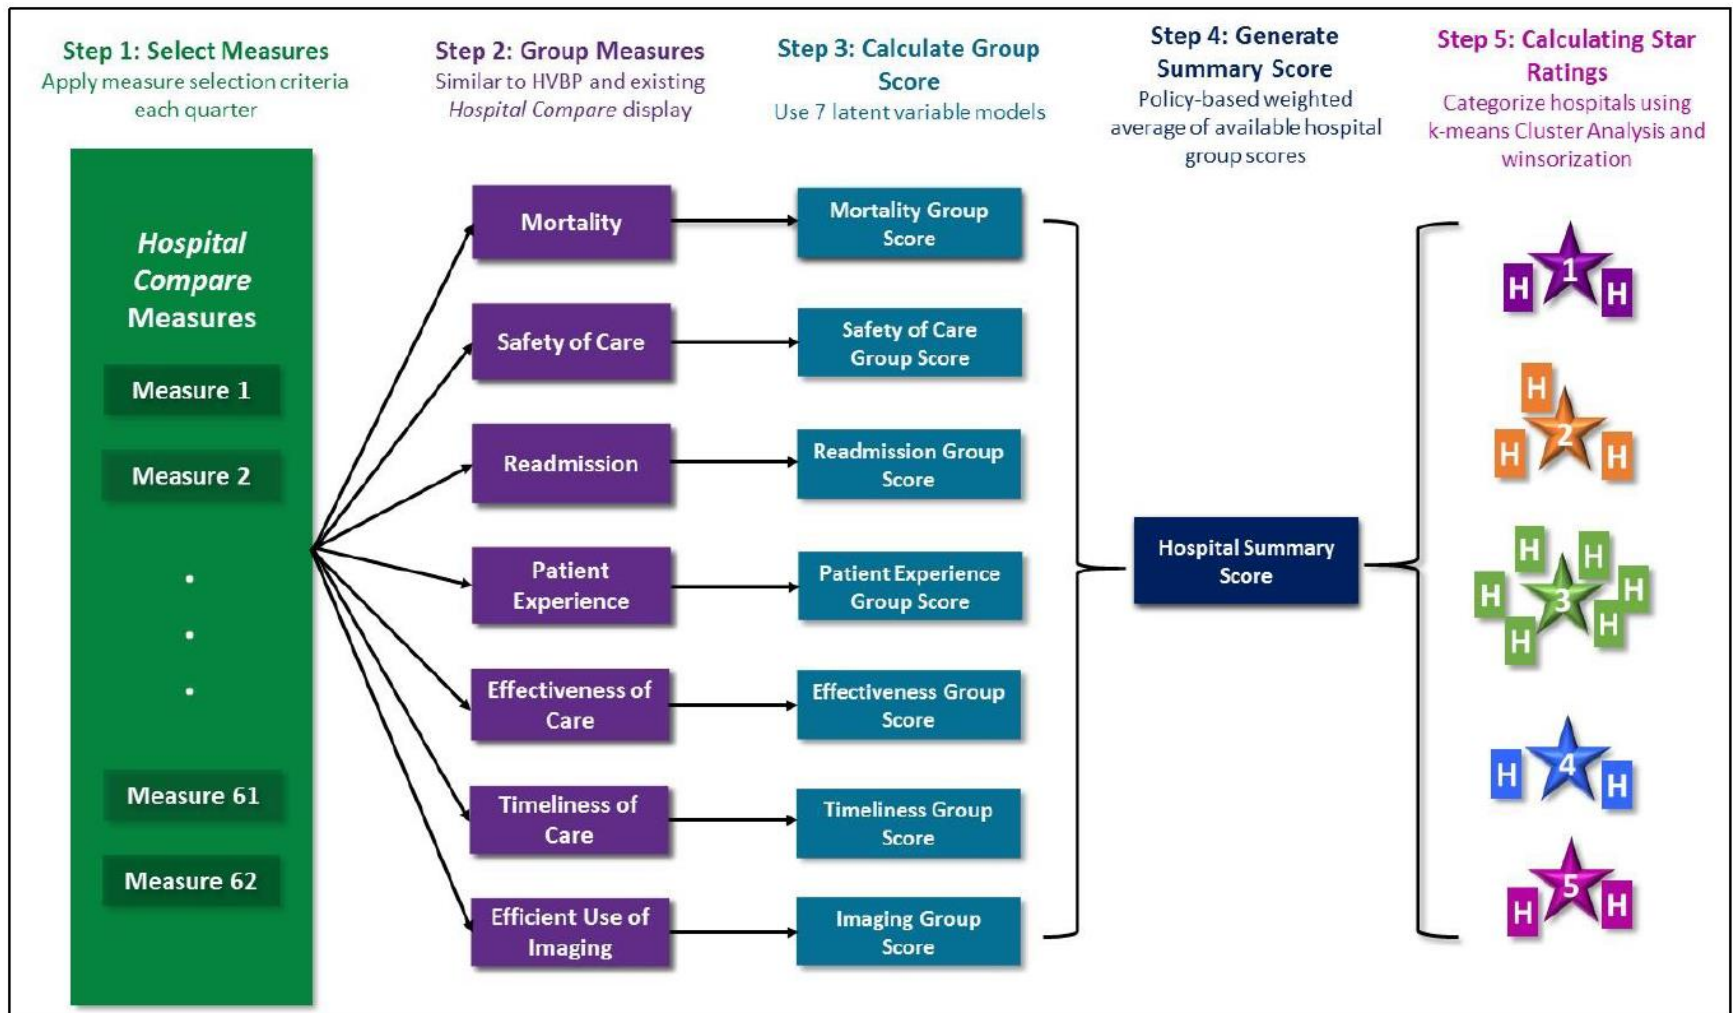 Step 1: Select Measures
Apply measure selection criteria
each quarter
Step 2: Group Measures
Similar to HVBP and existing
Hospital Compare display
Step 3: Calculate Group
Score
Use 7 latent variable models
Step 4: Generate
Summary Score
Policy-based weighted
average of available hospital
group scores
Step 5: Calculating Star
Ratings
Categorize hospitals using
k-means Cluster Analysis and
winsorization
Hospital
Compare
Measures
Measure 1
Measure 2
.
.
.
Measure 61
Measure 62
Mortality
Safety of Care
Readmission
Patient
Experience
Effectiveness of
Care
Timeliness of
Care
Efficient Use of
Imaging
Mortality Group
Score
Safety of Care
Group Score
Readmission Group
Score
Patient Experience
Group Score
Effectiveness Group
Score
Timeliness Group
Score
Imaging Group
Score
Hospital Summary
Score
H 1 H
H
H 2 H
H H
H 3 H
H H
H 4 H
H 5 H